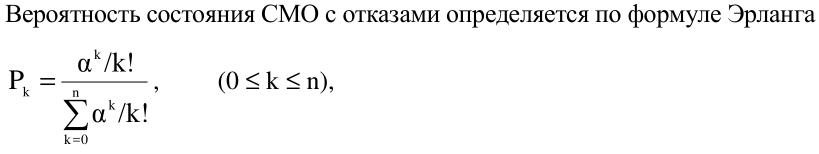 Вероятность состояния СМО с отказами определяется по формуле Эрланга
P_k = (α^k/k!) / (∑_{k=0}^{n} α^k/k!), (0 ≤ k ≤ n),